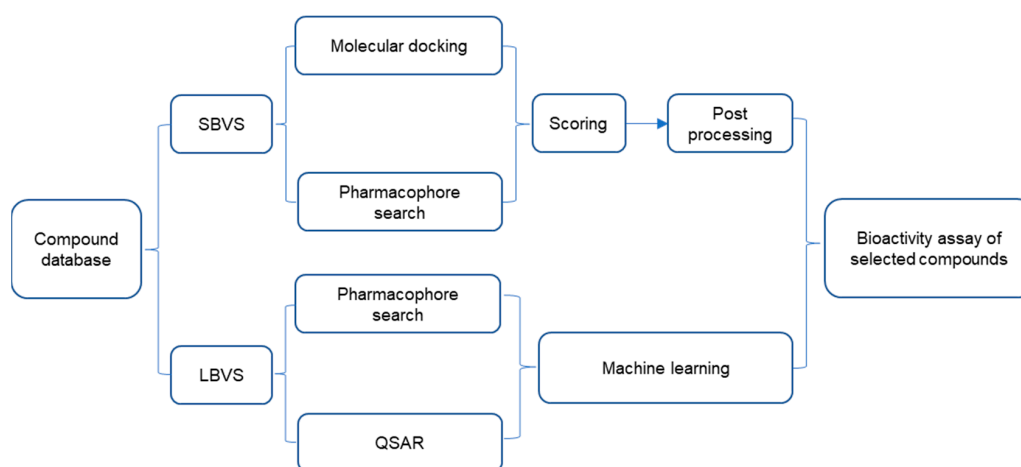 Molecular docking
SBVS
Scoring
Post
processing
Pharmacophore
search
Compound
database
Bioactivity assay of
selected compounds
Pharmacophore
search
LBVS
Machine learning
QSAR